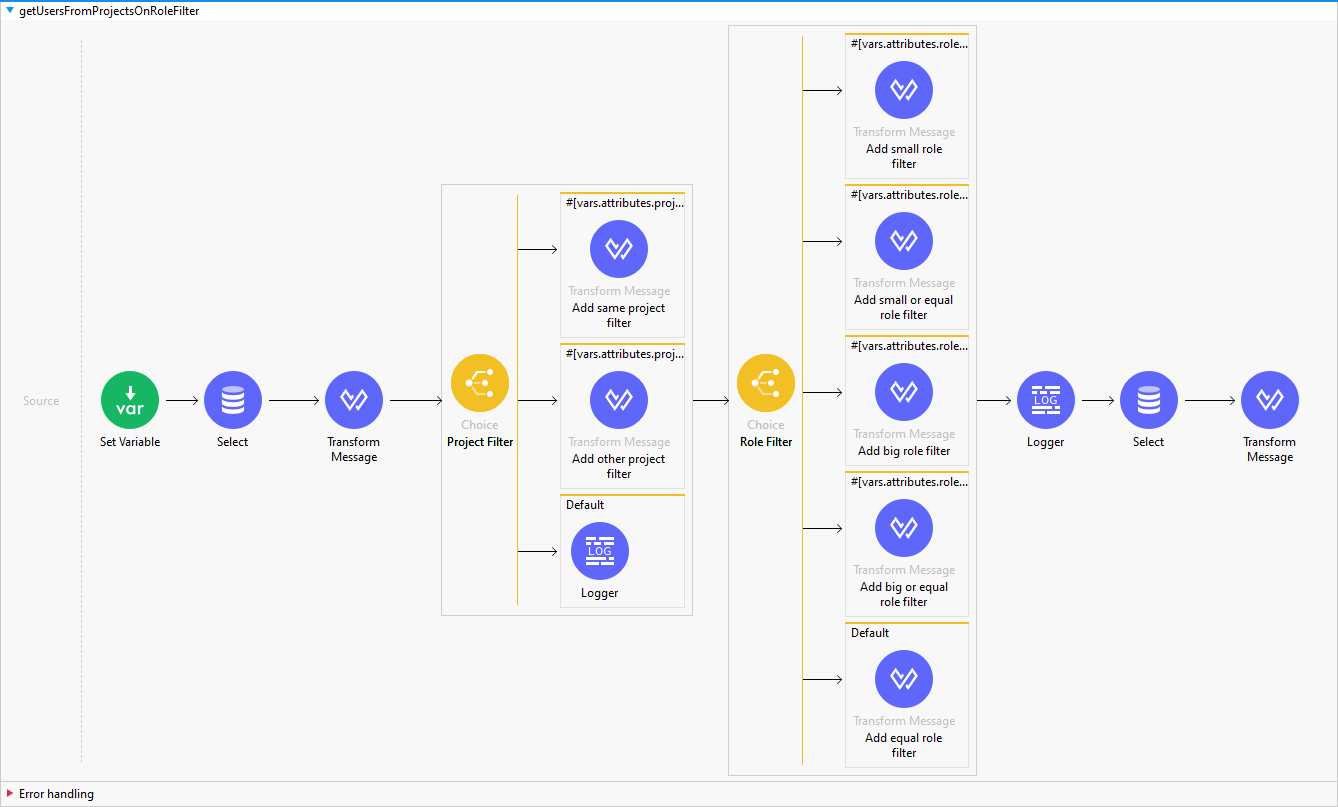 getUsersFromProjectsOnRoleFilter
Source
var
Set Variable
Select
Transform
Message
Choice
Project Filter
#[vars.attributes.proj...
Transform Message
Add same project
filter
#[vars.attributes.proj...
Transform Message
Add other project
filter
Default
LOG
Logger
Choice
Role Filter
#[vars.attributes.role...
Transform Message
Add small role
filter
#[vars.attributes.role...
Transform Message
Add small or equal
role filter
#[vars.attributes.role...
Transform Message
Add big role filter
#[vars.attributes.role...
Transform Message
Add big or equal
role filter
Default
Transform Message
Add equal role
filter
LOG
Logger
Select
Transform
Message
Error handling